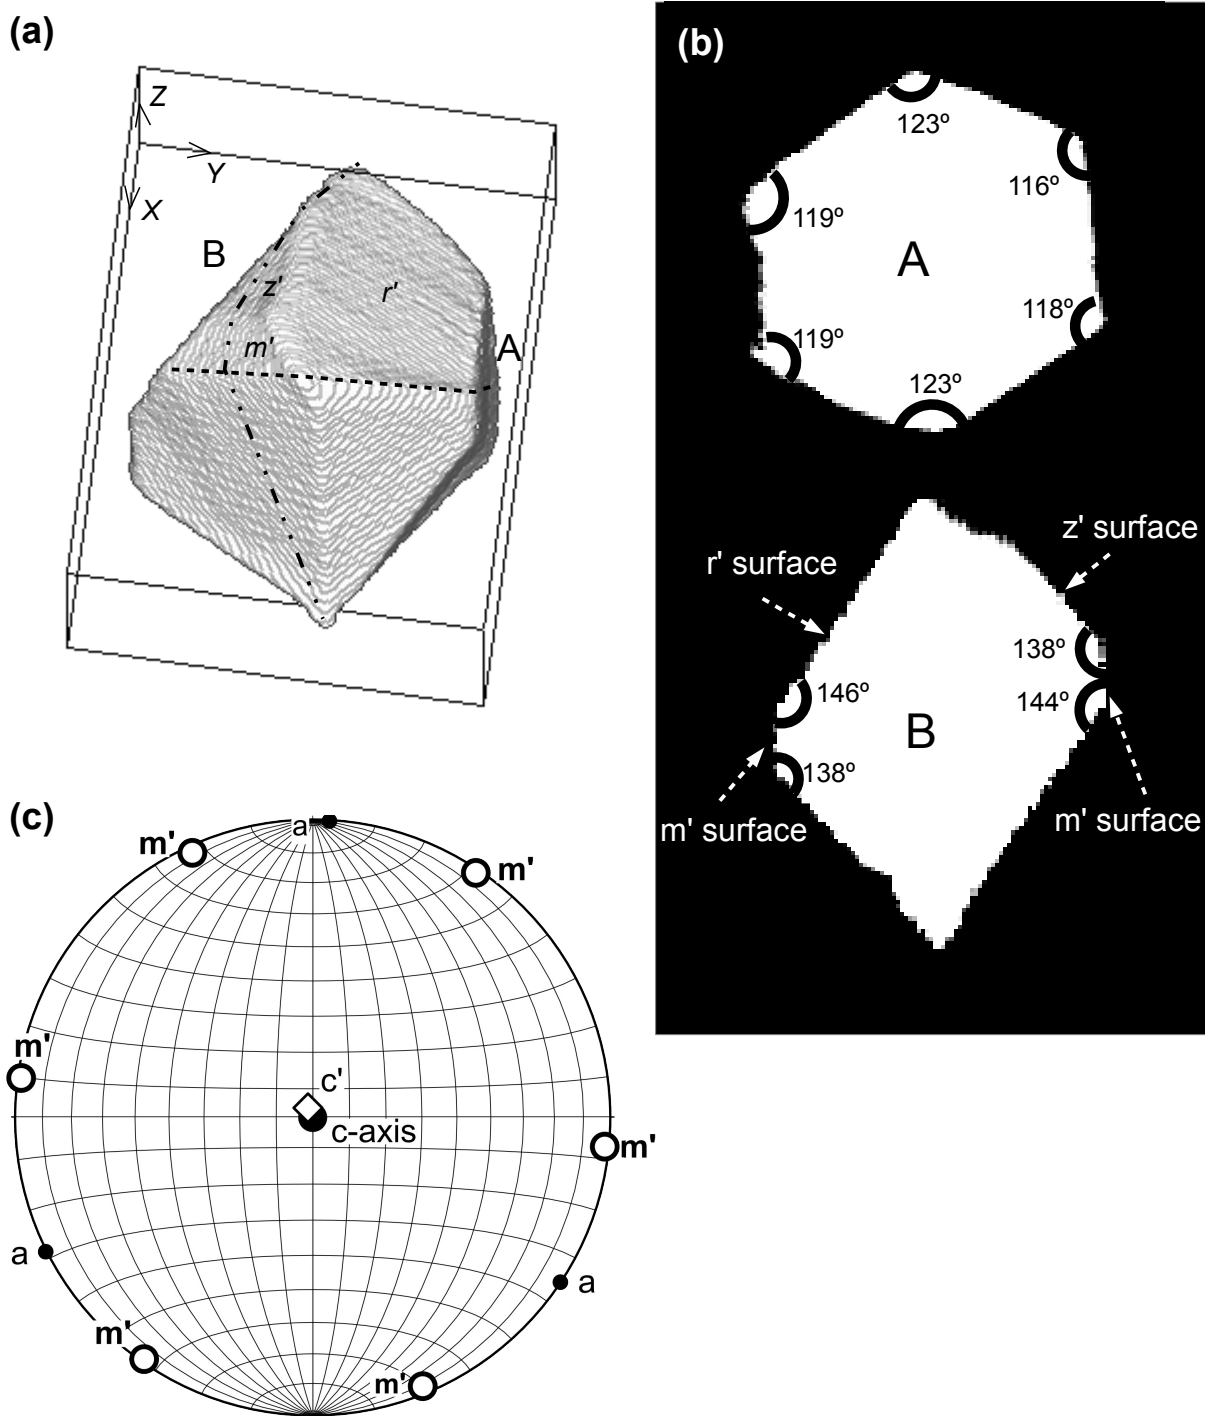 (a)
Z
Y
X
B
z'
r'
m'
A
(b)
123º
116º
119º
A
118º
119º
123º
z' surface
r' surface
138º
146º
144º
B
138º
m' surface
m' surface
(c)
a
m'
m'
m'
c'
c-axis
m'
a
a
m'
m'